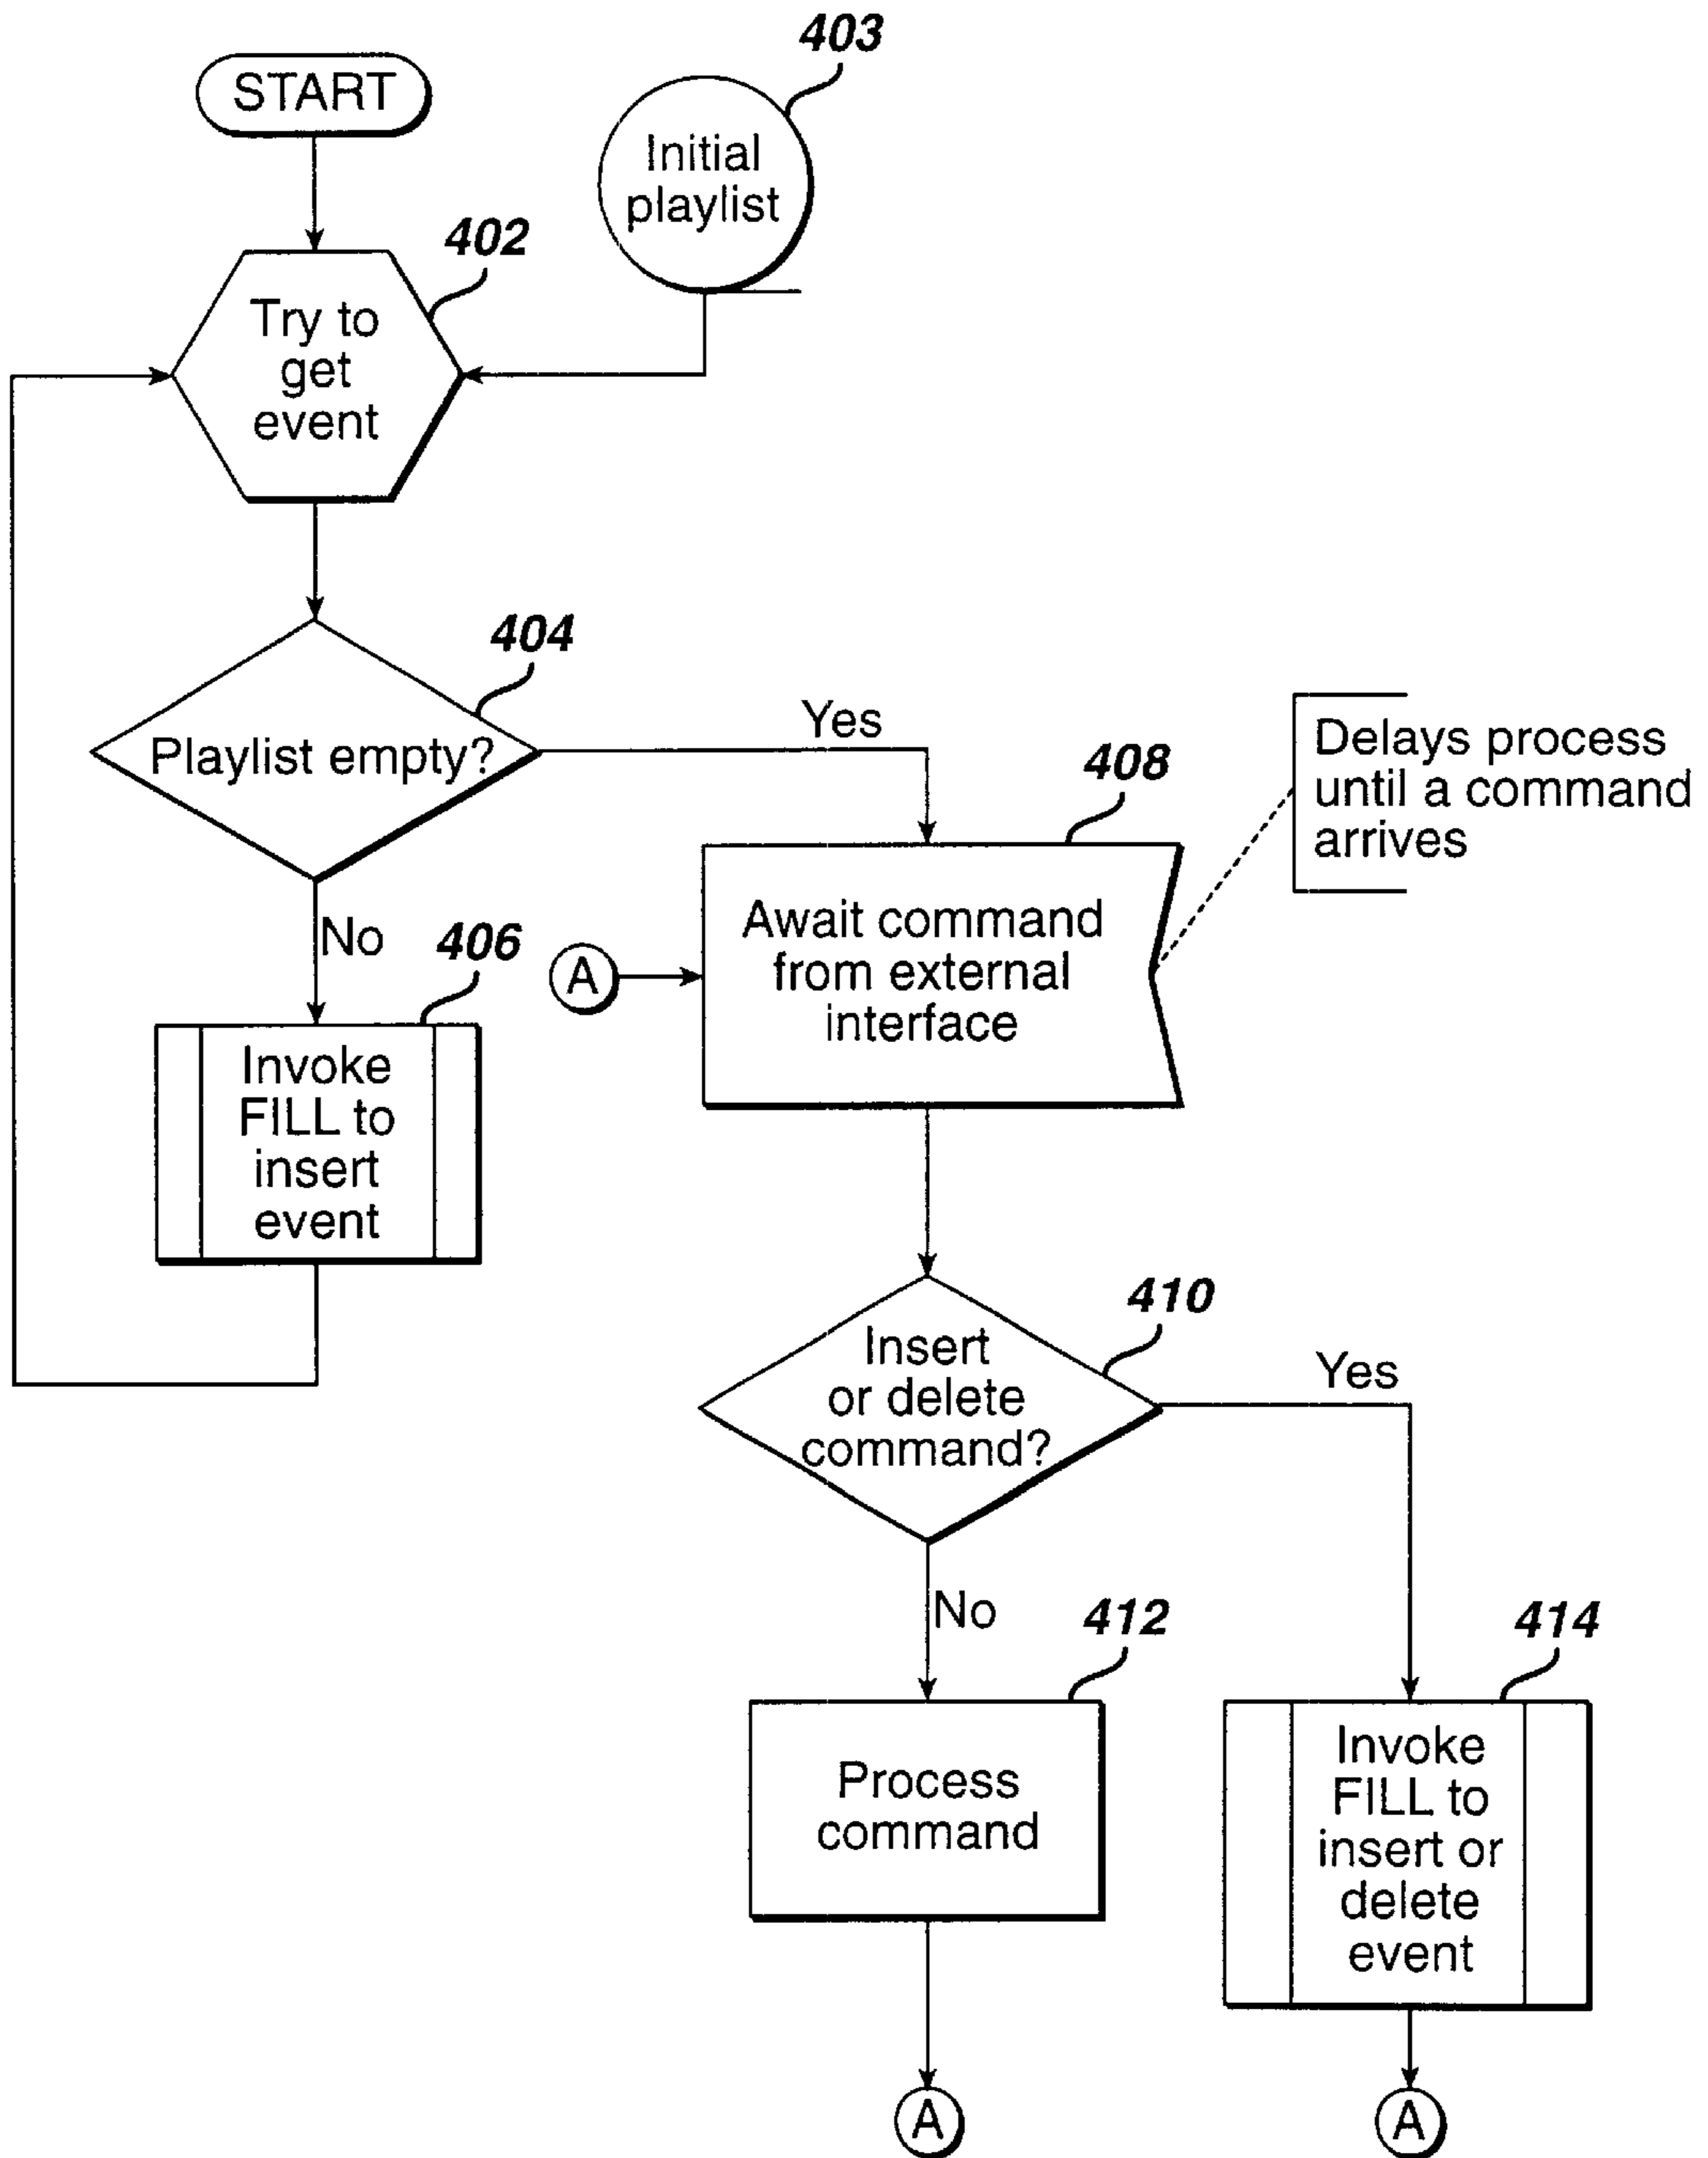 403
START
Initial
playlist
402
Try to
get
event
404
Playlist empty?
Yes
408
Delays process
until a command
arrives
No
406
Await command
from external
interface
A
Invoke
FILL to
insert
event
410
Insert
or delete
command?
Yes
No
412
414
Process
command
Invoke
FILL to
insert or
delete
event
A
A